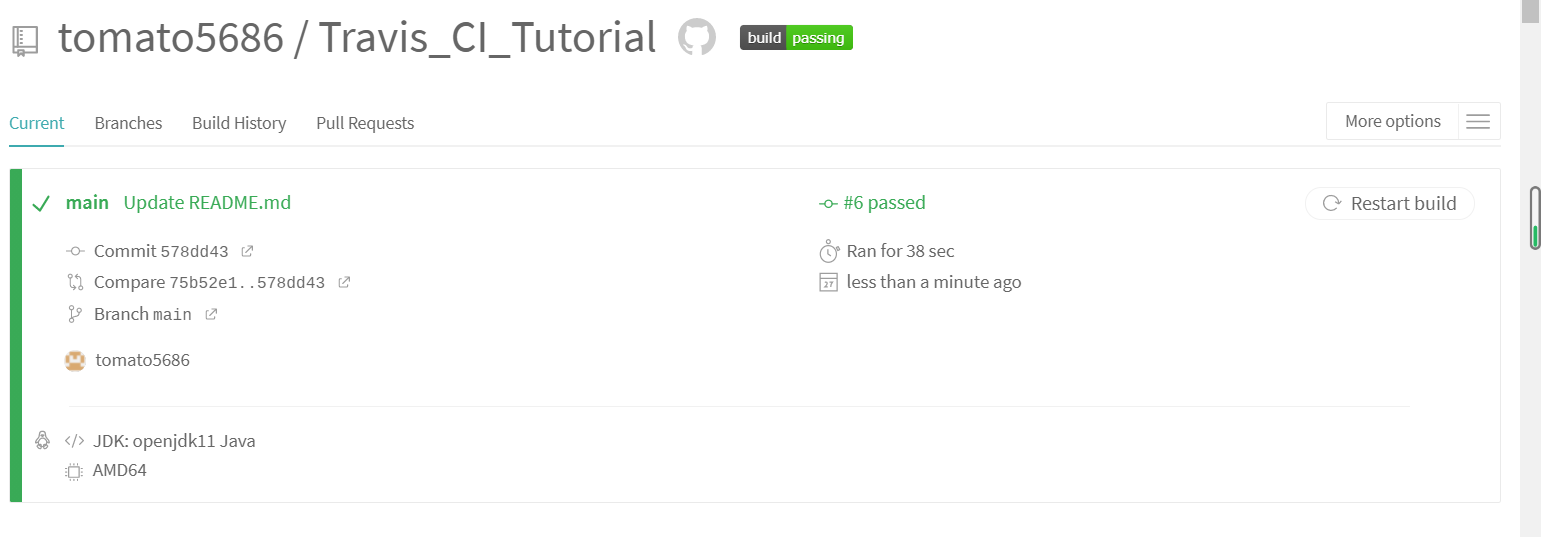 tomato5686 / Travis_CI_Tutorial build passing
Current Branches Build History Pull Requests More options
main Update README.md #6 passed Restart build
Commit 578dd43 Ran for 38 sec
Compare 75b52e1..578dd43 less than a minute ago
Branch main
tomato5686
JDK: openjdk11 Java
AMD64